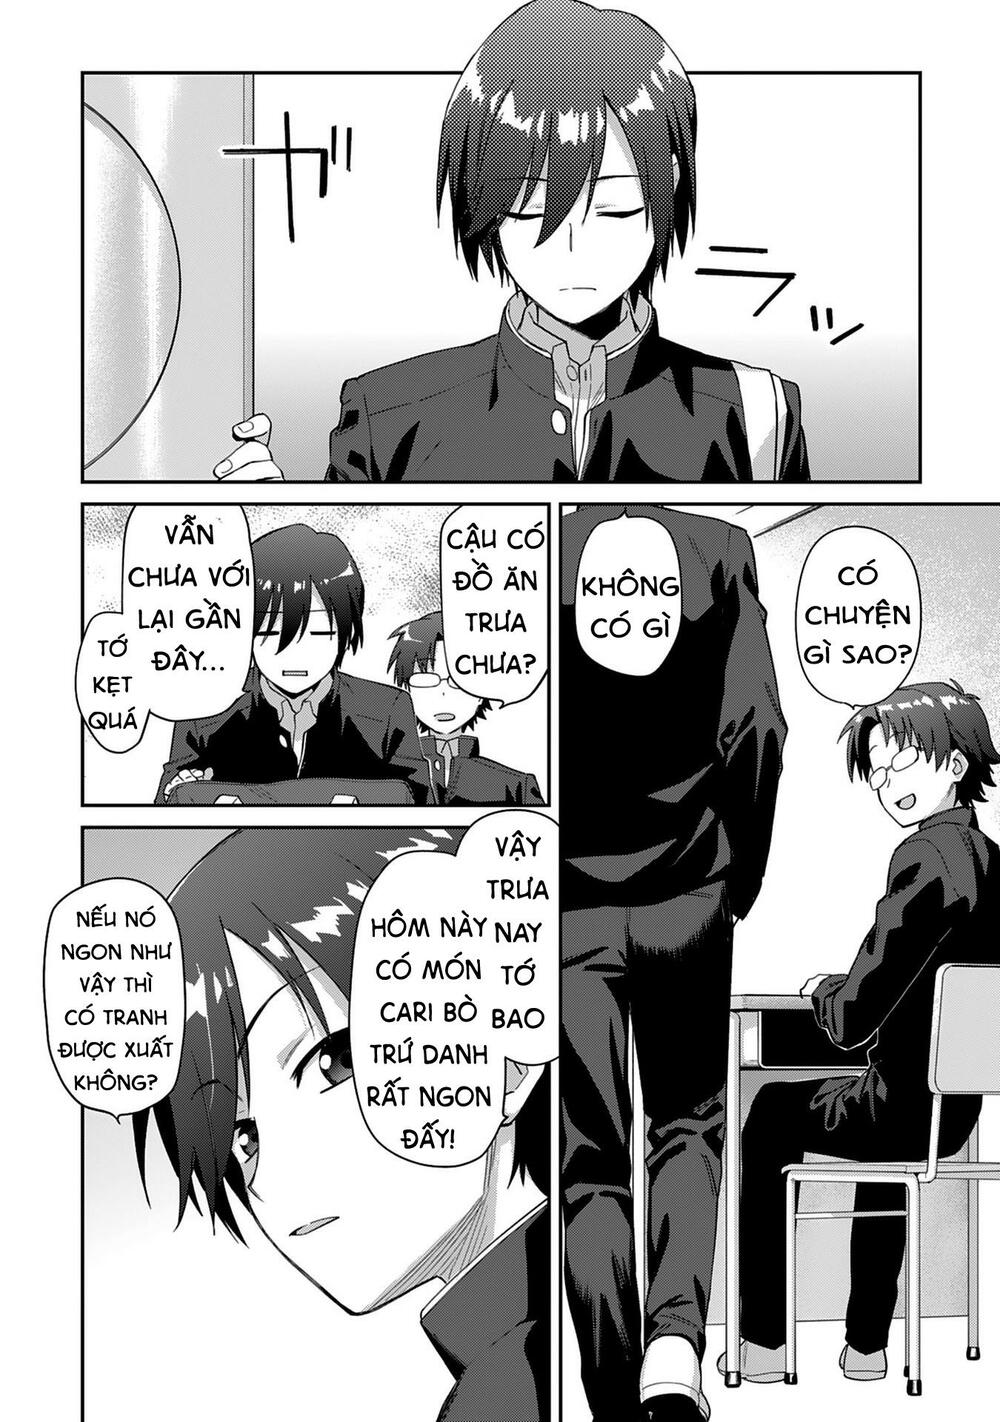 ガラッ
CÓ
CHUYỆN
GÌ SAO?
KHÔNG
CÓ GÌ
CẬU CÓ
ĐỒ ĂN
TRƯA
CHƯA?
VẪN
CHƯA VỚI
LẠI GẦN
ĐÂY...
TỚ
KẸT
QUÁ
VẬY
TRƯA
NAY
TỚ
BAO
HÔM NÀY
CÓ MÓN
CARI BÒ
TRỨ DANH
RẤT NGON
ĐẤY!
NẾU NÓ
NGON NHƯ
VẬY THÌ
CÓ TRANH
ĐƯỢC XUẤT
KHÔNG?